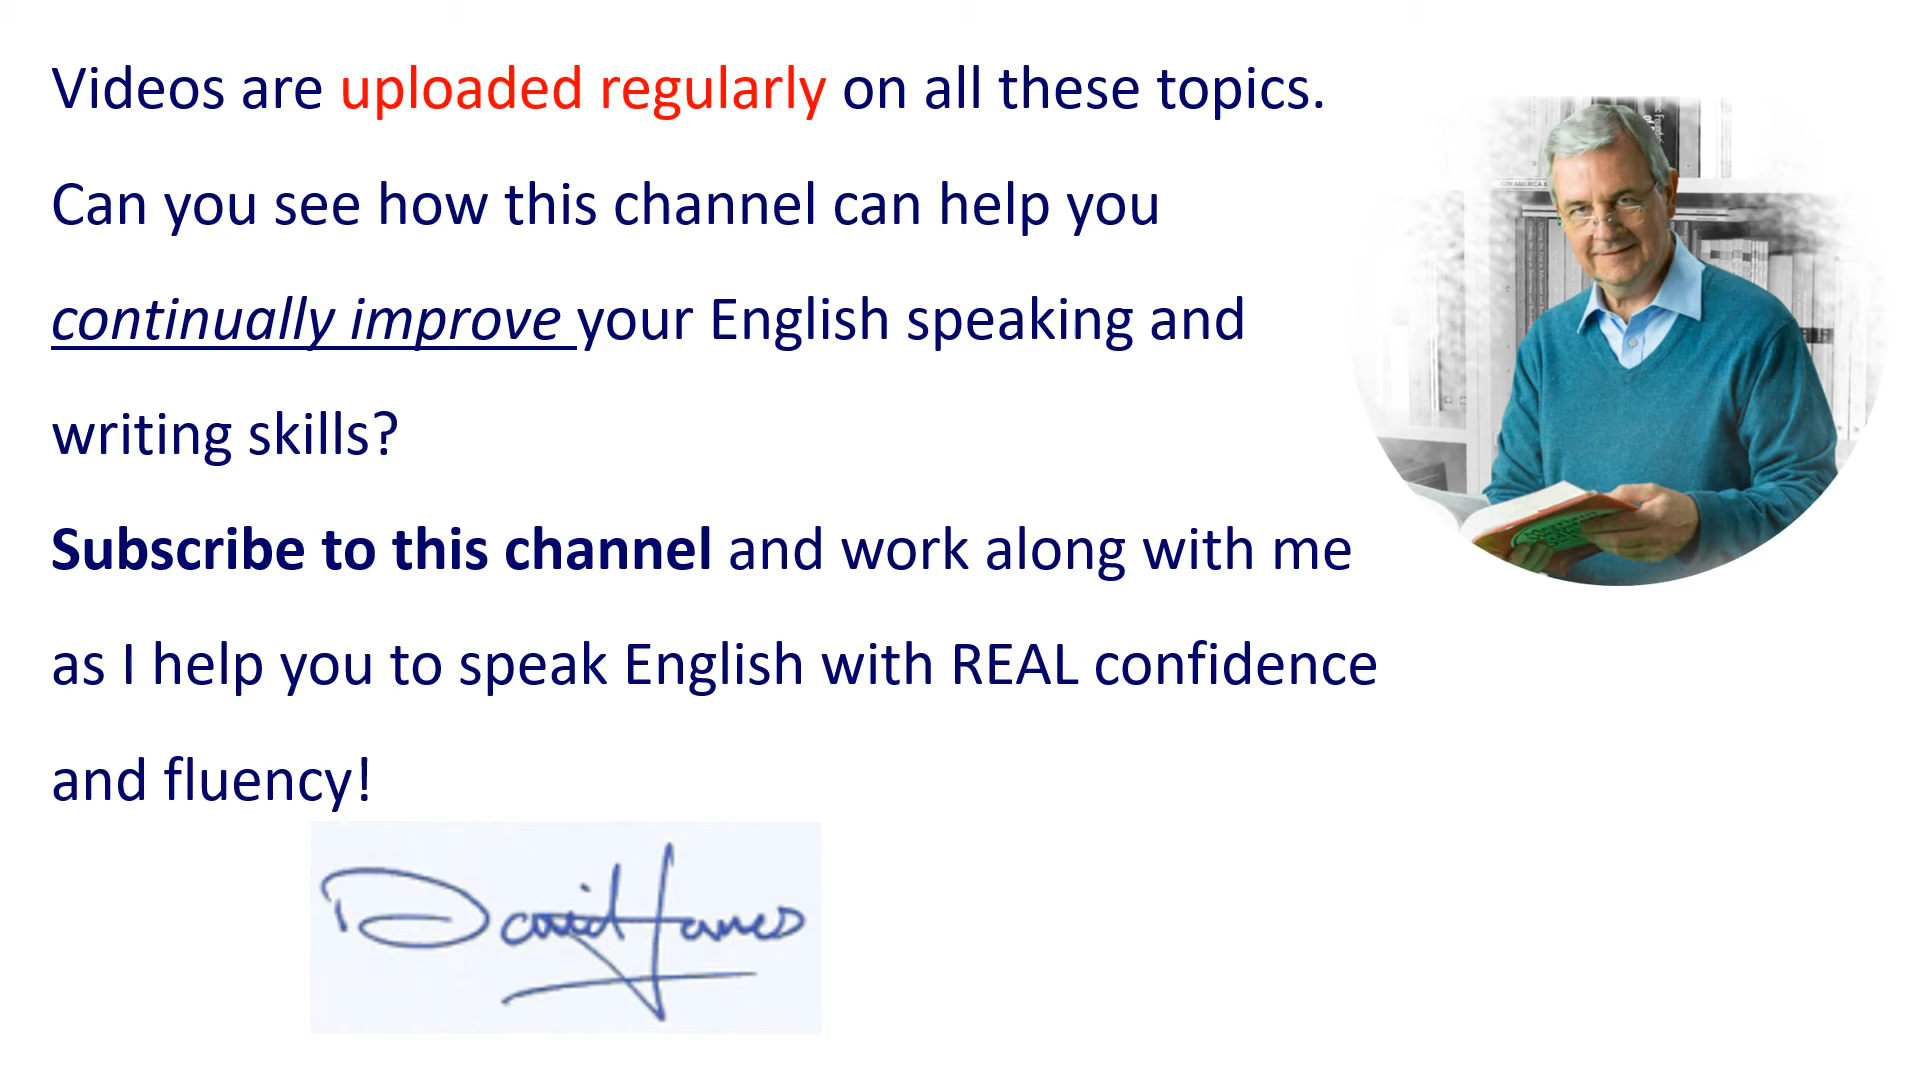 Videos are uploaded regularly on all these topics.
Can you see how this channel can help you
continually improve your English speaking and
writing skills?
Subscribe to this channel and work along with me
as I help you to speak English with REAL confidence
and fluency!
David James